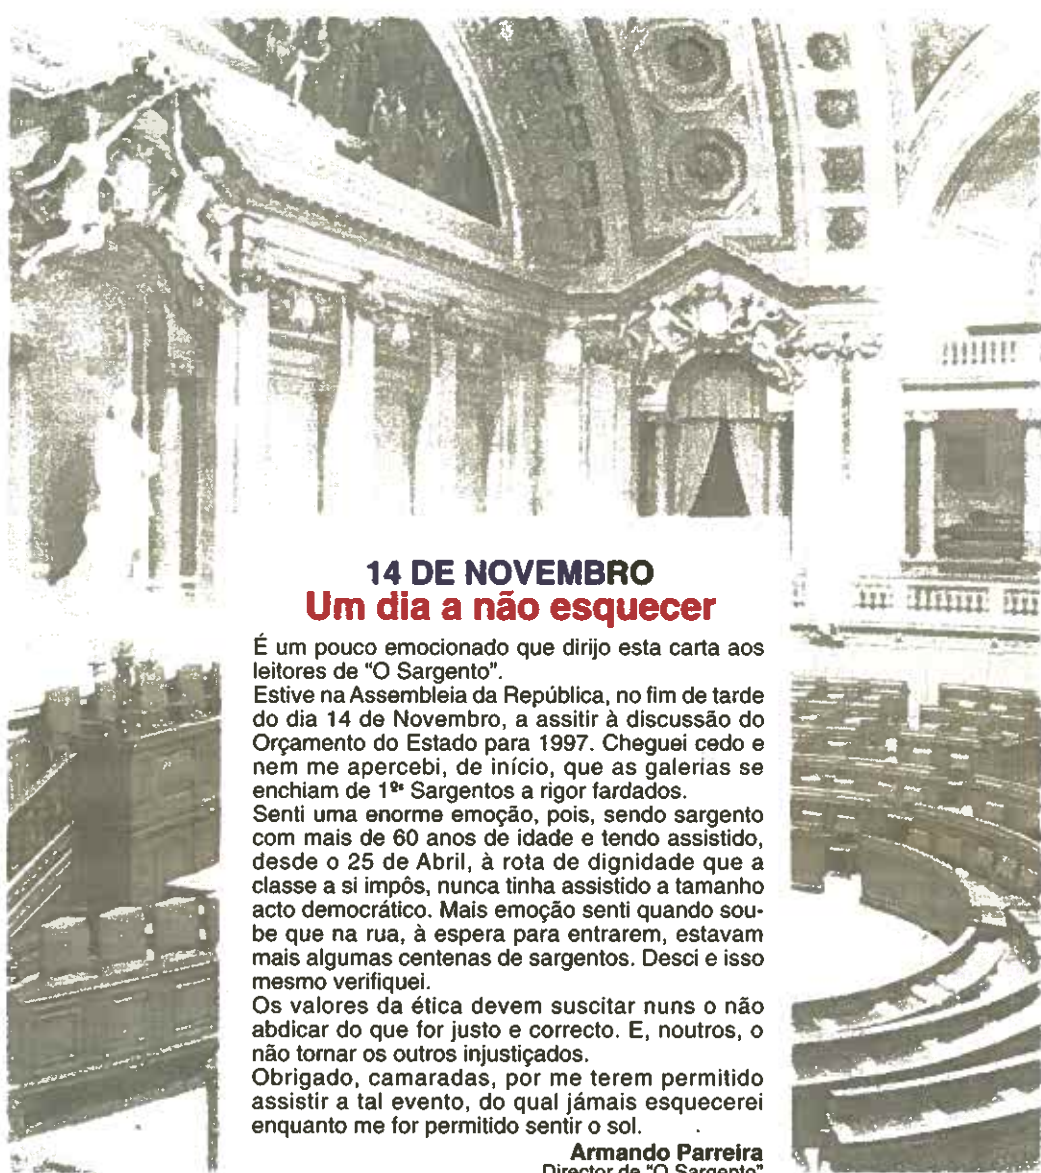 14 DE NOVEMBRO
Um dia a não esquecer
É um pouco emocionado que dirijo esta carta aos
leitores de "O Sargento".
Estive na Assembleia da República, no fim de tarde
do dia 14 de Novembro, a assitir à discussão do
Orçamento do Estado para 1997. Cheguei cedo e
nem me apercebi, de início, que as galerias se
enchiam de 1ºˢ Sargentos a rigor fardados.
Senti uma enorme emoção, pois, sendo sargento
com mais de 60 anos de idade e tendo assistido,
desde o 25 de Abril, à rota de dignidade que a
classe a si impôs, nunca tinha assistido a tamanho
acto democrático. Mais emoção senti quando sou-
be que na rua, à espera para entrarem, estavam
mais algumas centenas de sargentos. Desci e isso
mesmo verifiquei.
Os valores da ética devem suscitar nuns o não
abdicar do que for justo e correcto. E, noutros, o
não tornar os outros injustiçados.
Obrigado, camaradas, por me terem permitido
assistir a tal evento, do qual jámais esquecerei
enquanto me for permitido sentir o sol.
Armando Parreira
Director de "O Sargento"